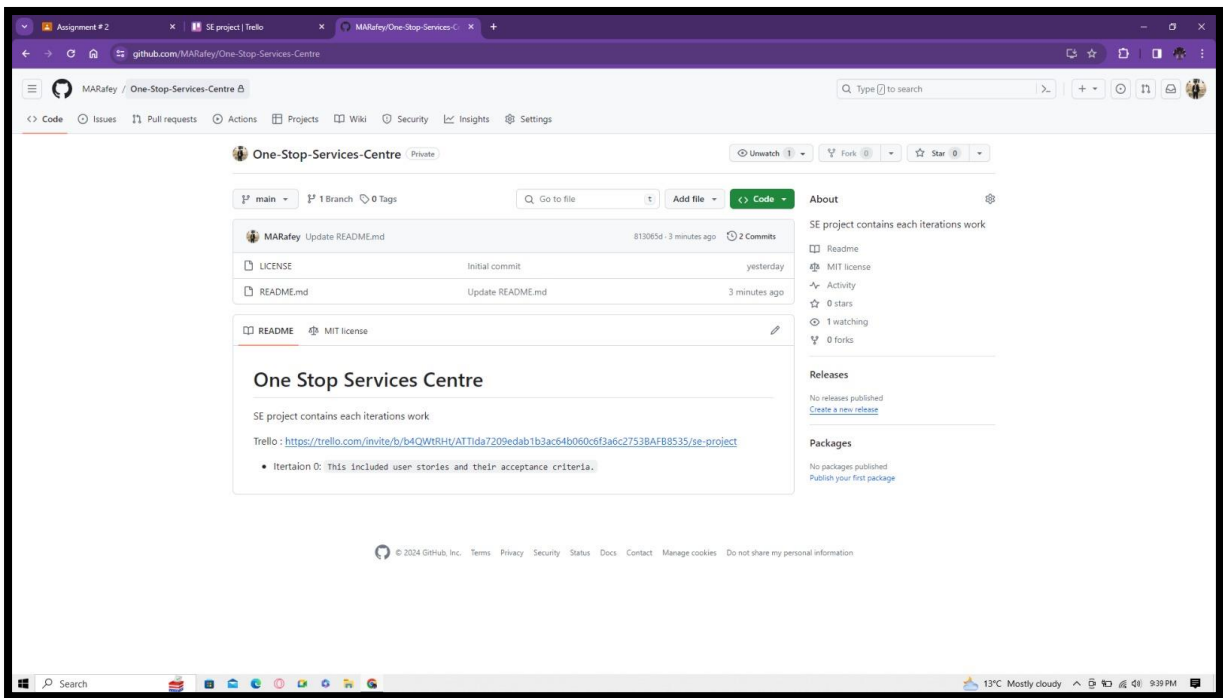 Assignment # 2
SE project | Trello
MARafey/One-Stop-Services-C
github.com/MARafey/One-Stop-Services-Centre
MARafey / One-Stop-Services-Centre
Type / to search
<> Code Issues Pull requests Actions Projects Wiki Security Insights Settings
One-Stop-Services-Centre Private
Unwatch 1 Fork 0 Star 0
main 1 Branch 0 Tags
Go to file t
Add file <> Code
MARafey Update README.md 813065d · 3 minutes ago 2 Commits
LICENSE Initial commit yesterday
README.md Update README.md 3 minutes ago
README MIT license
One Stop Services Centre
SE project contains each iterations work
Trello : https://trello.com/invite/b/b4QWtRHt/ATTIda7209edab1b3ac64b060c6f3a6c2753BAFB8535/se-project
• Itertaion 0: This included user stories and their acceptance criteria.
About
SE project contains each iterations work
Readme
MIT license
Activity
0 stars
1 watching
0 forks
Releases
No releases published
Create a new release
Packages
No packages published
Publish your first package
© 2024 GitHub, Inc. Terms Privacy Security Status Docs Contact Manage cookies Do not share my personal information
Search
13°C Mostly cloudy 9:39 PM